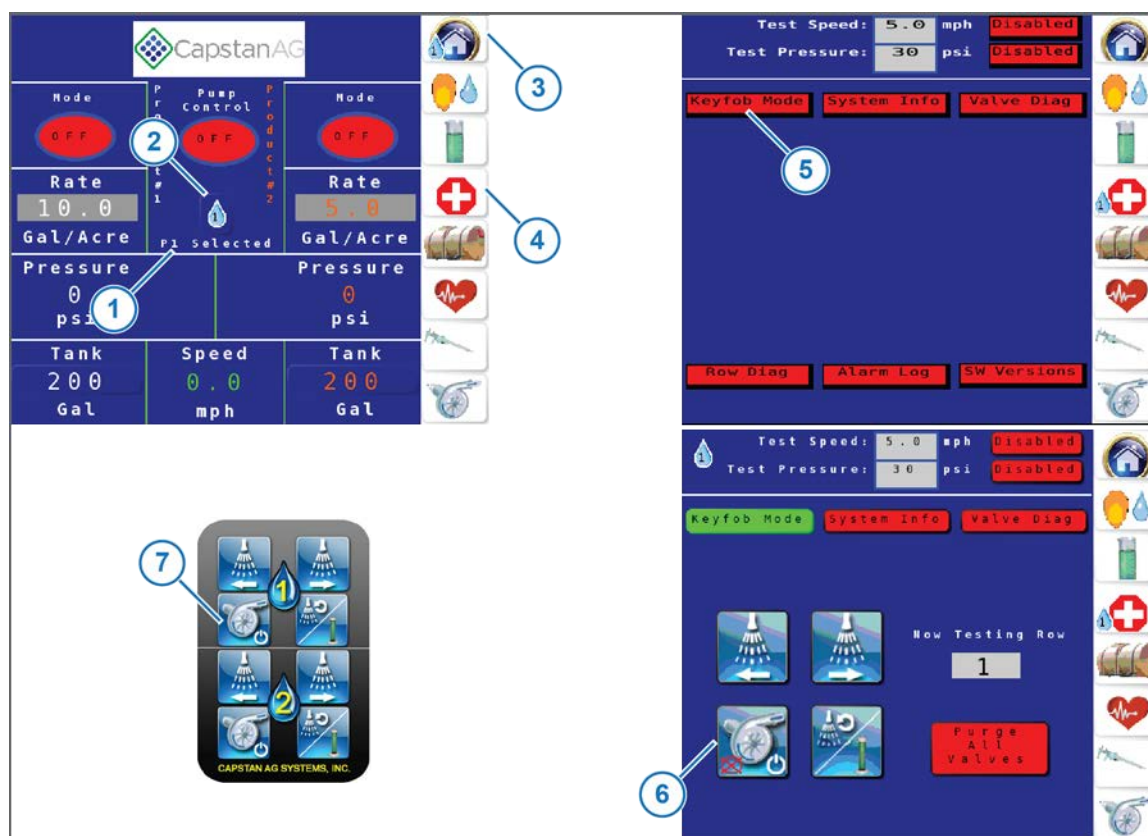 CapstanAG
Mode
Pump
Control
Mode
OFF
OFF
OFF
Product#2
Rate
Rate
10.0
5.0
Gal/Acre
Gal/Acre
1
P1 Selected
Pressure
Pressure
0
0
psi
psi
Tank
Speed
Tank
200
0.0
200
Gal
mph
Gal
1
2
3
4
1
Test Speed: 5.0 mph Disabled
Test Pressure: 30 psi Disabled
Keyfob Mode System Info Valve Diag
5
1
Row Diag Alarm Log SW Versions
7
1
2
CAPSTAN AG SYSTEMS, INC.
1
Test Speed: 5.0 mph Disabled
Test Pressure: 30 psi Disabled
Keyfob Mode System Info Valve Diag
1
Now Testing Row
1
Purge
All
Valves
6